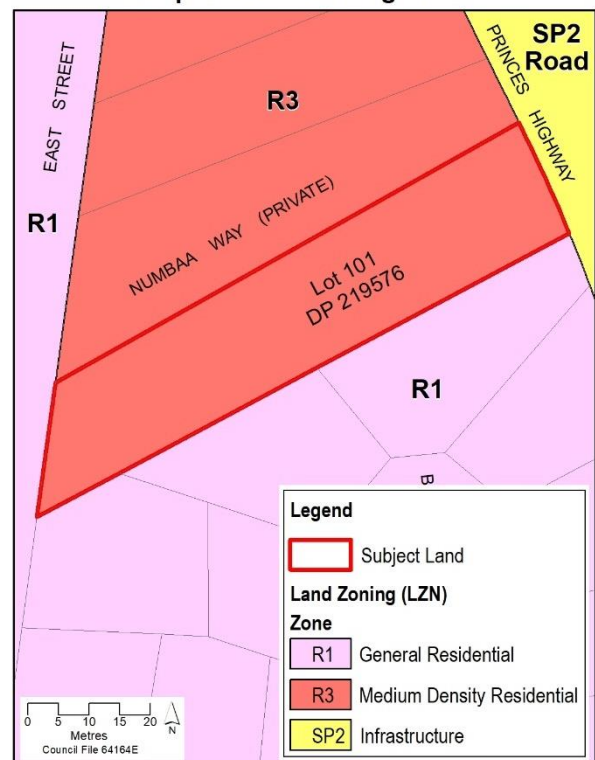 SP2
Road
PRINCES HIGHWAY
EAST STREET
R3
R1
NUMBAA WAY (PRIVATE)
Lot 101
DP 219576
R1
B
Legend
Subject Land
Land Zoning (LZN)
Zone
R1 General Residential
R3 Medium Density Residential
SP2 Infrastructure
0 5 10 15 20
Metres
N
Council File 64164E